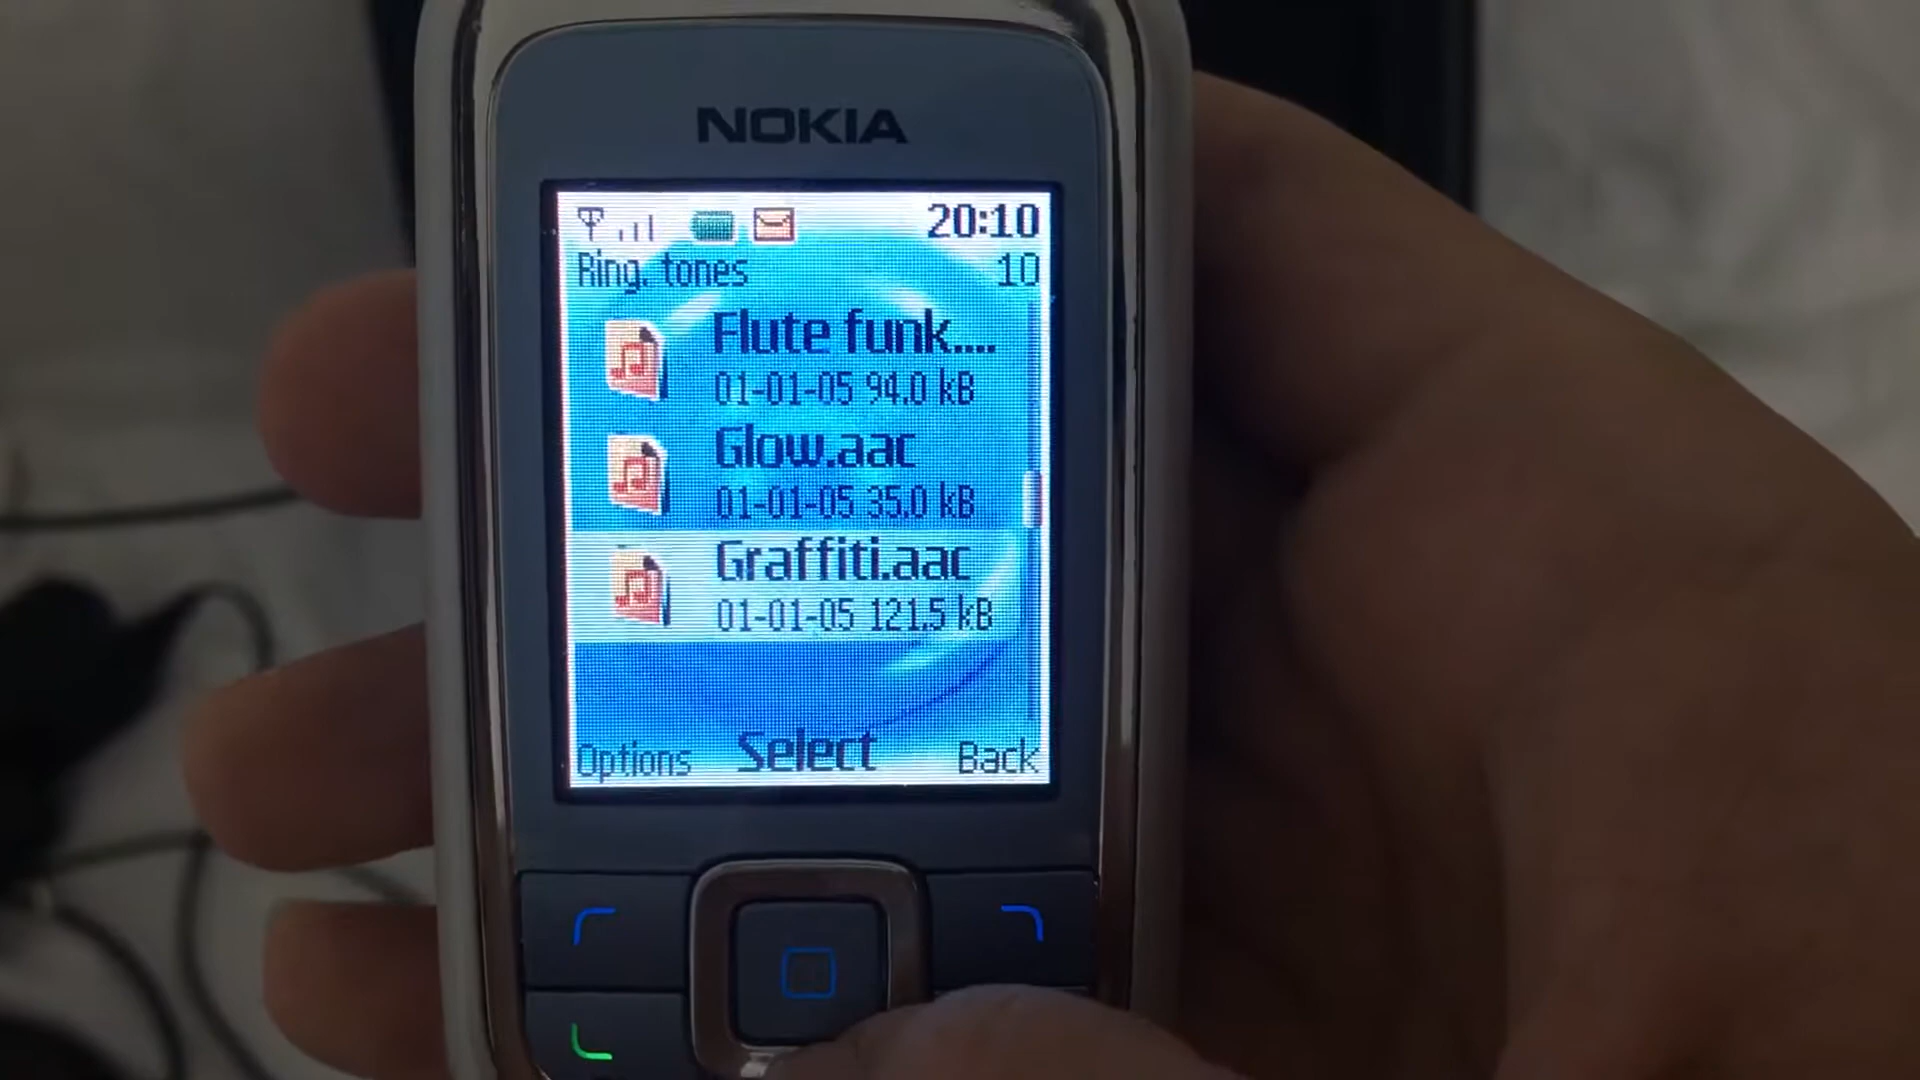 NOKIA
20:10
Ring. tones 10
Flute funk....
01-01-05 94.0 kB
Glow.aac
01-01-05 35.0 kB
Graffiti.aac
01-01-05 121.5 kB
Options Select Back